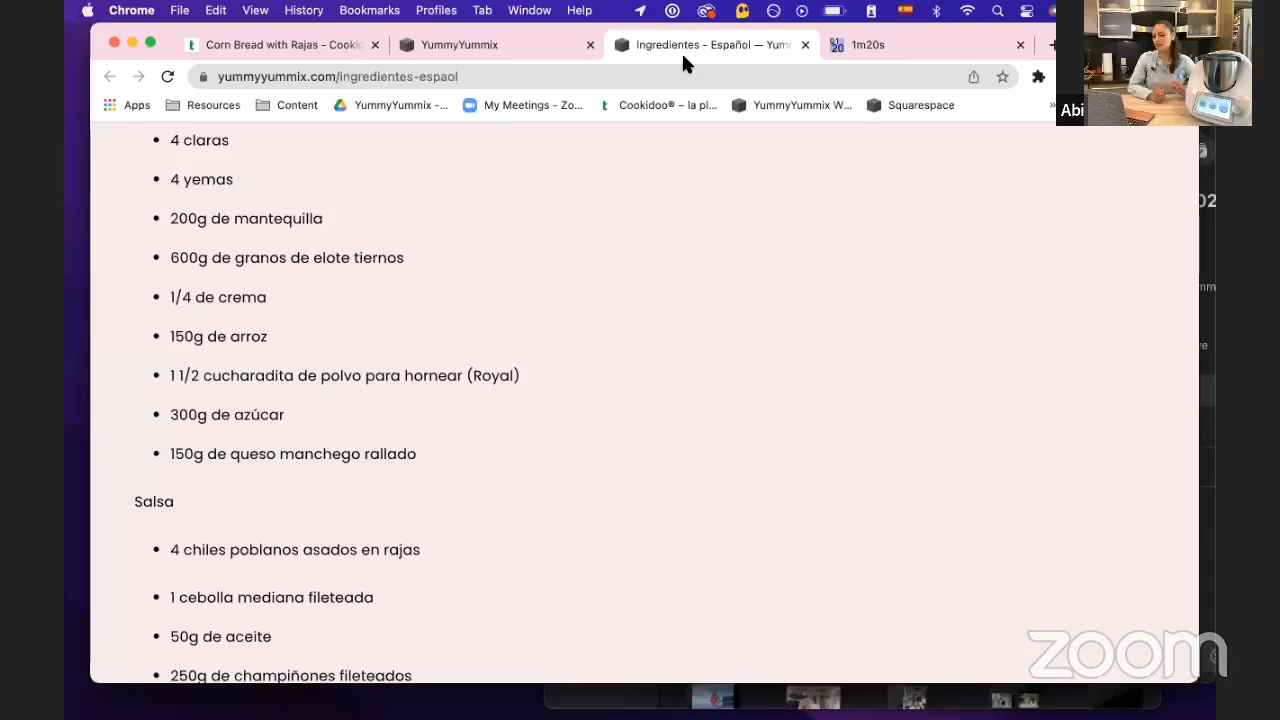 Chrome File Edit View History Bookmarks Profiles Tab Window Help
Corn Bread with Rajas - Cooki
YummyYummix
Ingredientes - Español — Yum
1m20s
yummyyummix.com/ingredientes-espaol
Apps Resources Content YummyYummix -... My Meetings - Zo... Cookidoo® – la pl... YummyYummix W... Squarespace »
Abi
4 claras
4 yemas
200g de mantequilla
600g de granos de elote tiernos
1/4 de crema
150g de arroz
1 1/2 cucharadita de polvo para hornear (Royal)
300g de azúcar
150g de queso manchego rallado
Salsa
4 chiles poblanos asados en rajas
1 cebolla mediana fileteada
50g de aceite
250g de champiñones fileteados
zoom